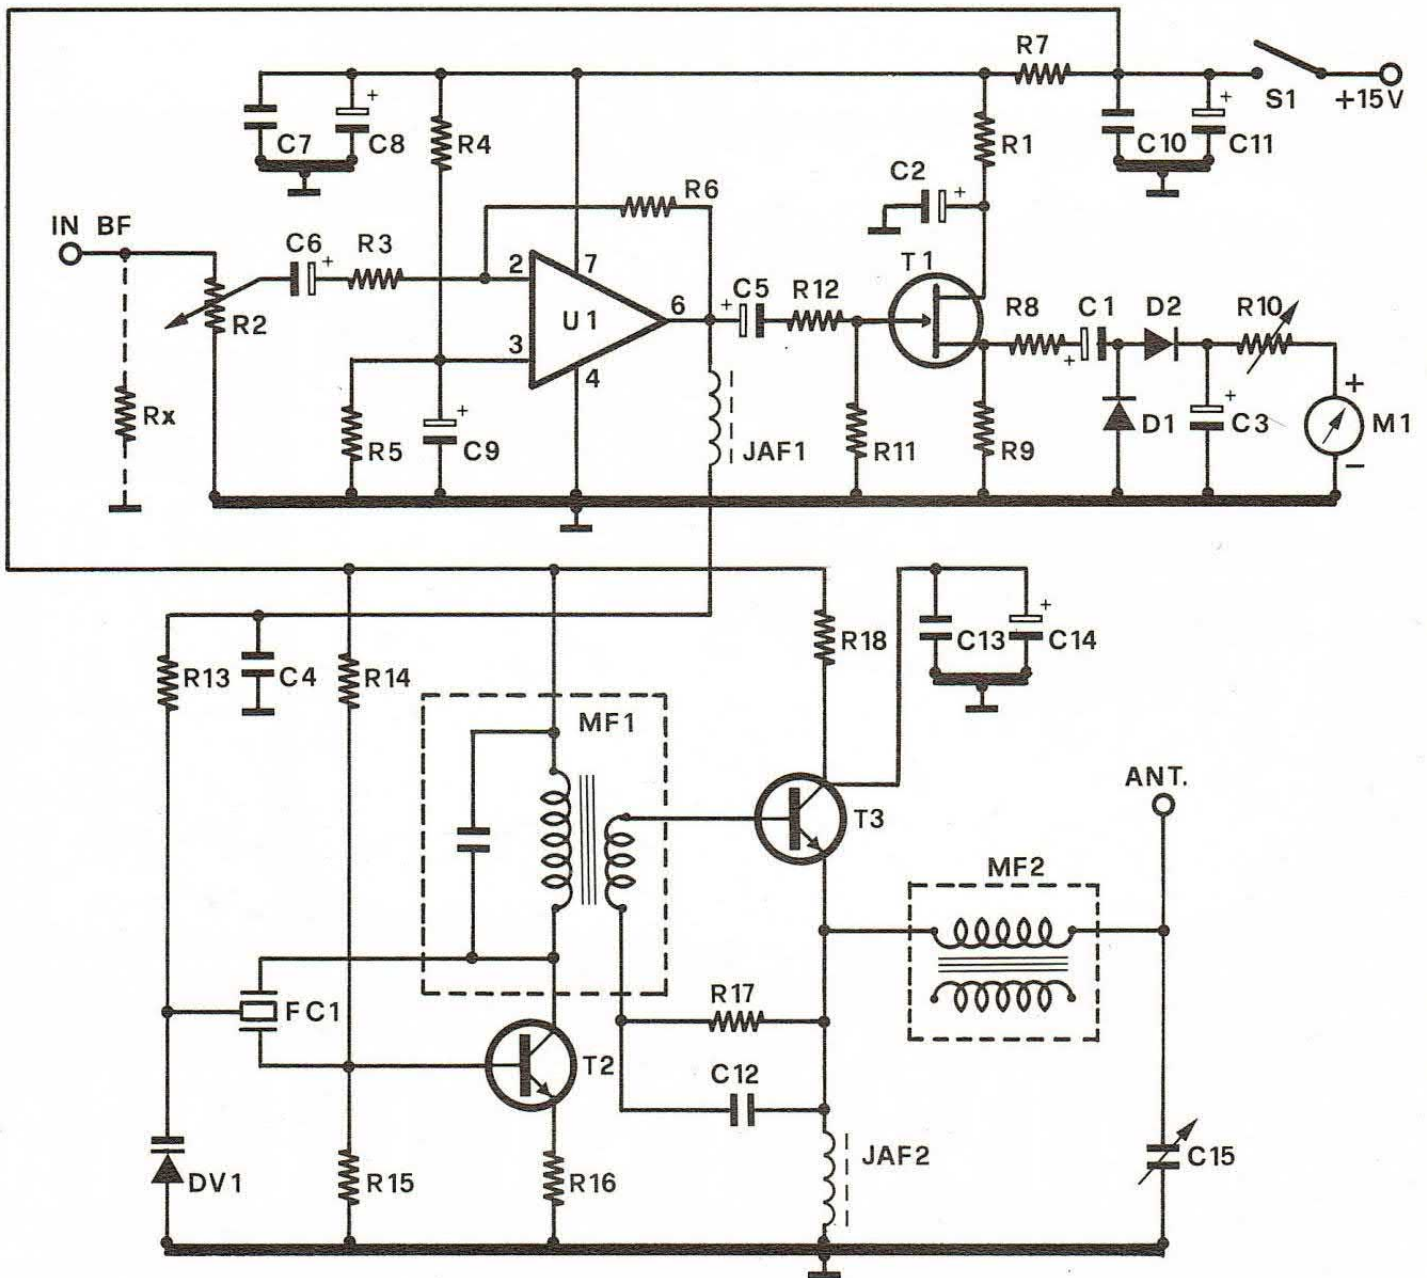 R7
S1
+15V
C7
+
C8
R4
R1
C10
+
C11
R6
C2
+
IN BF
C6
+
R3
2
7
T1
R2
U1
6
+
C5
R12
R8
+
C1
D2
R10
3
4
Rx
R5
+
C9
JAF1
R11
R9
D1
+
C3
+
M1
−
R13
C4
R14
R18
C13
+
C14
MF1
ANT.
T3
MF2
FC1
R17
T2
C12
DV1
R15
R16
JAF2
C15